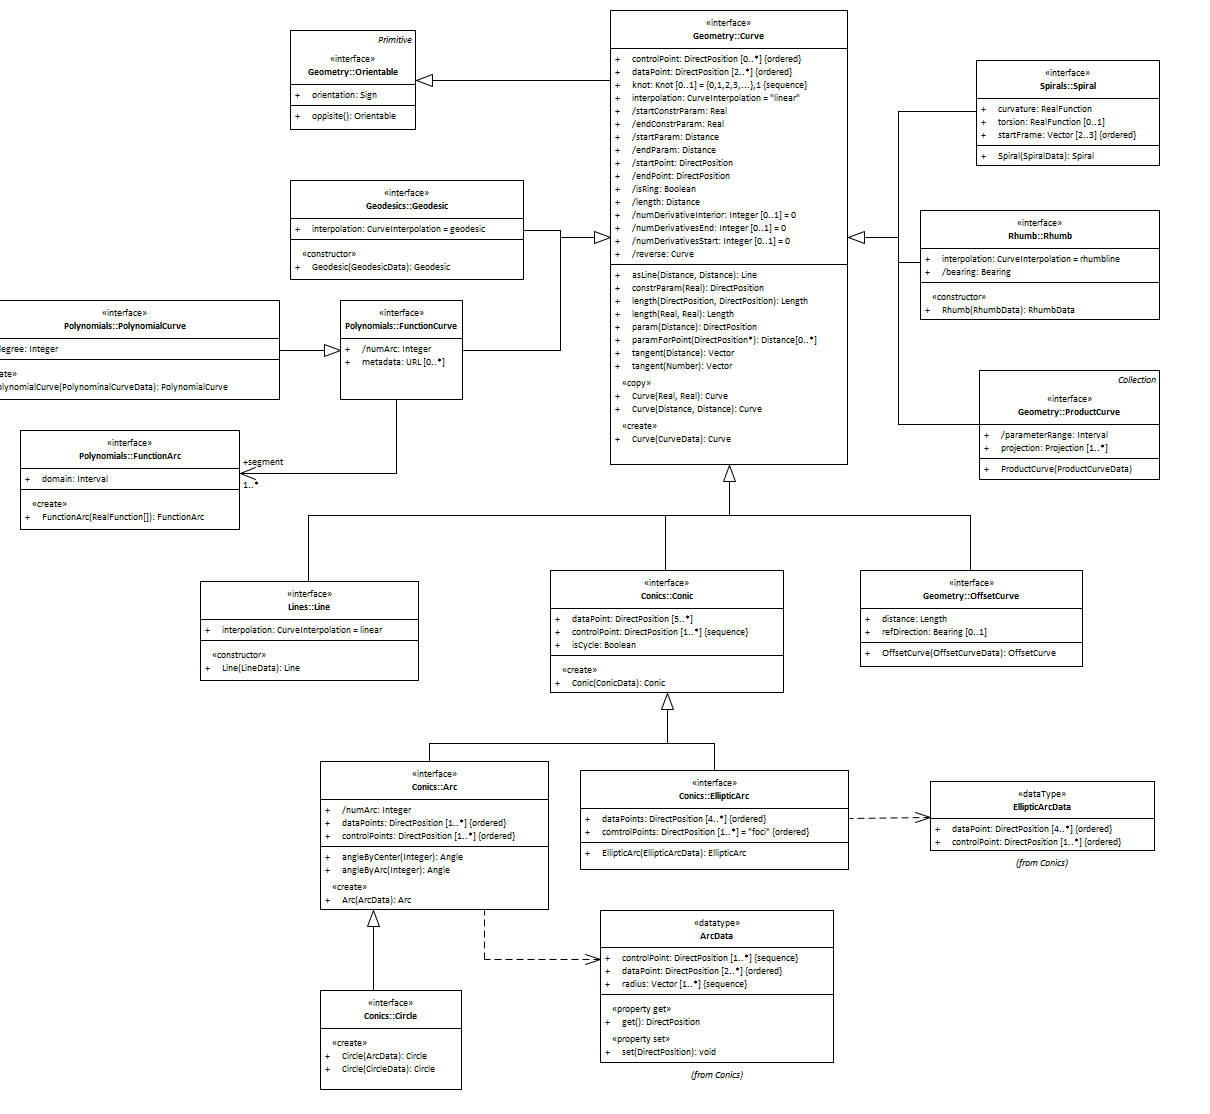 «interface»
Geometry::Curve
+ controlPoint: DirectPosition [0..*] {ordered}
+ dataPoint: DirectPosition [2..*] {ordered}
+ knot: Knot [0..1] = {0,1,2,3,...},1 {sequence}
+ interpolation: CurveInterpolation = "linear"
+ /startConstrParam: Real
+ /endConstrParam: Real
+ /startParam: Distance
+ /endParam: Distance
+ /startPoint: DirectPosition
+ /endPoint: DirectPosition
+ /isRing: Boolean
+ /length: Distance
+ /numDerivativeInterior: Integer [0..1] = 0
+ /numDerivativesEnd: Integer [0..1] = 0
+ /numDerivativesStart: Integer [0..1] = 0
+ /reverse: Curve
+ asLine(Distance, Distance): Line
+ constrParam(Real): DirectPosition
+ length(DirectPosition, DirectPosition): Length
+ length(Real, Real): Length
+ param(Distance): DirectPosition
+ paramForPoint(DirectPosition*): Distance[0..*]
+ tangent(Distance): Vector
+ tangent(Number): Vector
«copy»
+ Curve(Real, Real): Curve
+ Curve(Distance, Distance): Curve
«create»
+ Curve(CurveData): Curve
Primitive
«interface»
Geometry::Orientable
+ orientation: Sign
+ oppisite(): Orientable
«interface»
Spirals::Spiral
+ curvature: RealFunction
+ torsion: RealFunction [0..1]
+ startFrame: Vector [2..3] {ordered}
+ Spiral(SpiralData): Spiral
«interface»
Geodesics::Geodesic
+ interpolation: CurveInterpolation = geodesic
«constructor»
+ Geodesic(GeodesicData): Geodesic
«interface»
Rhumb::Rhumb
+ interpolation: CurveInterpolation = rhumbline
+ /bearing: Bearing
«constructor»
+ Rhumb(RhumbData): RhumbData
«interface»
Polynomials::PolynomialCurve
egree: Integer
ate»
olynomialCurve(PolynominalCurveData): PolynomialCurve
«interface»
Polynomials::FunctionCurve
+ /numArc: Integer
+ metadata: URL [0..*]
Collection
«interface»
Geometry::ProductCurve
+ /parameterRange: Interval
+ projection: Projection [1..*]
+ ProductCurve(ProductCurveData)
«interface»
Polynomials::FunctionArc
+ domain: Interval
«create»
+ FunctionArc(RealFunction[]): FunctionArc
+segment
1..*
«interface»
Lines::Line
+ interpolation: CurveInterpolation = linear
«constructor»
+ Line(LineData): Line
«interface»
Conics::Conic
+ dataPoint: DirectPosition [5..*]
+ controlPoint: DirectPosition [1..*] {sequence}
+ isCycle: Boolean
«create»
+ Conic(ConicData): Conic
«interface»
Geometry::OffsetCurve
+ distance: Length
+ refDirection: Bearing [0..1]
+ OffsetCurve(OffsetCurveData): OffsetCurve
«interface»
Conics::Arc
+ /numArc: Integer
+ dataPoints: DirectPosition [1..*] {ordered}
+ controlPoints: DirectPosition [1..*] {ordered}
+ angleByCenter(Integer): Angle
+ angleByArc(Integer): Angle
«create»
+ Arc(ArcData): Arc
«interface»
Conics::EllipticArc
+ dataPoints: DirectPosition [4..*] {ordered}
+ comtrolPoints: DirectPosition [1..*] = "foci" {ordered}
+ EllipticArc(EllipticArcData): EllipticArc
«dataType»
EllipticArcData
+ dataPoint: DirectPosition [4..*] {ordered}
+ controlPoint: DirectPosition [1..*] {ordered}
(from Conics)
«datatype»
ArcData
+ controlPoint: DirectPosition [1..*] {sequence}
+ dataPoint: DirectPosition [2..*] {ordered}
+ radius: Vector [1..*] {sequence}
«property get»
+ get(): DirectPosition
«property set»
+ set(DirectPosition): void
(from Conics)
«interface»
Conics::Circle
«create»
+ Circle(ArcData): Circle
+ Circle(CircleData): Circle